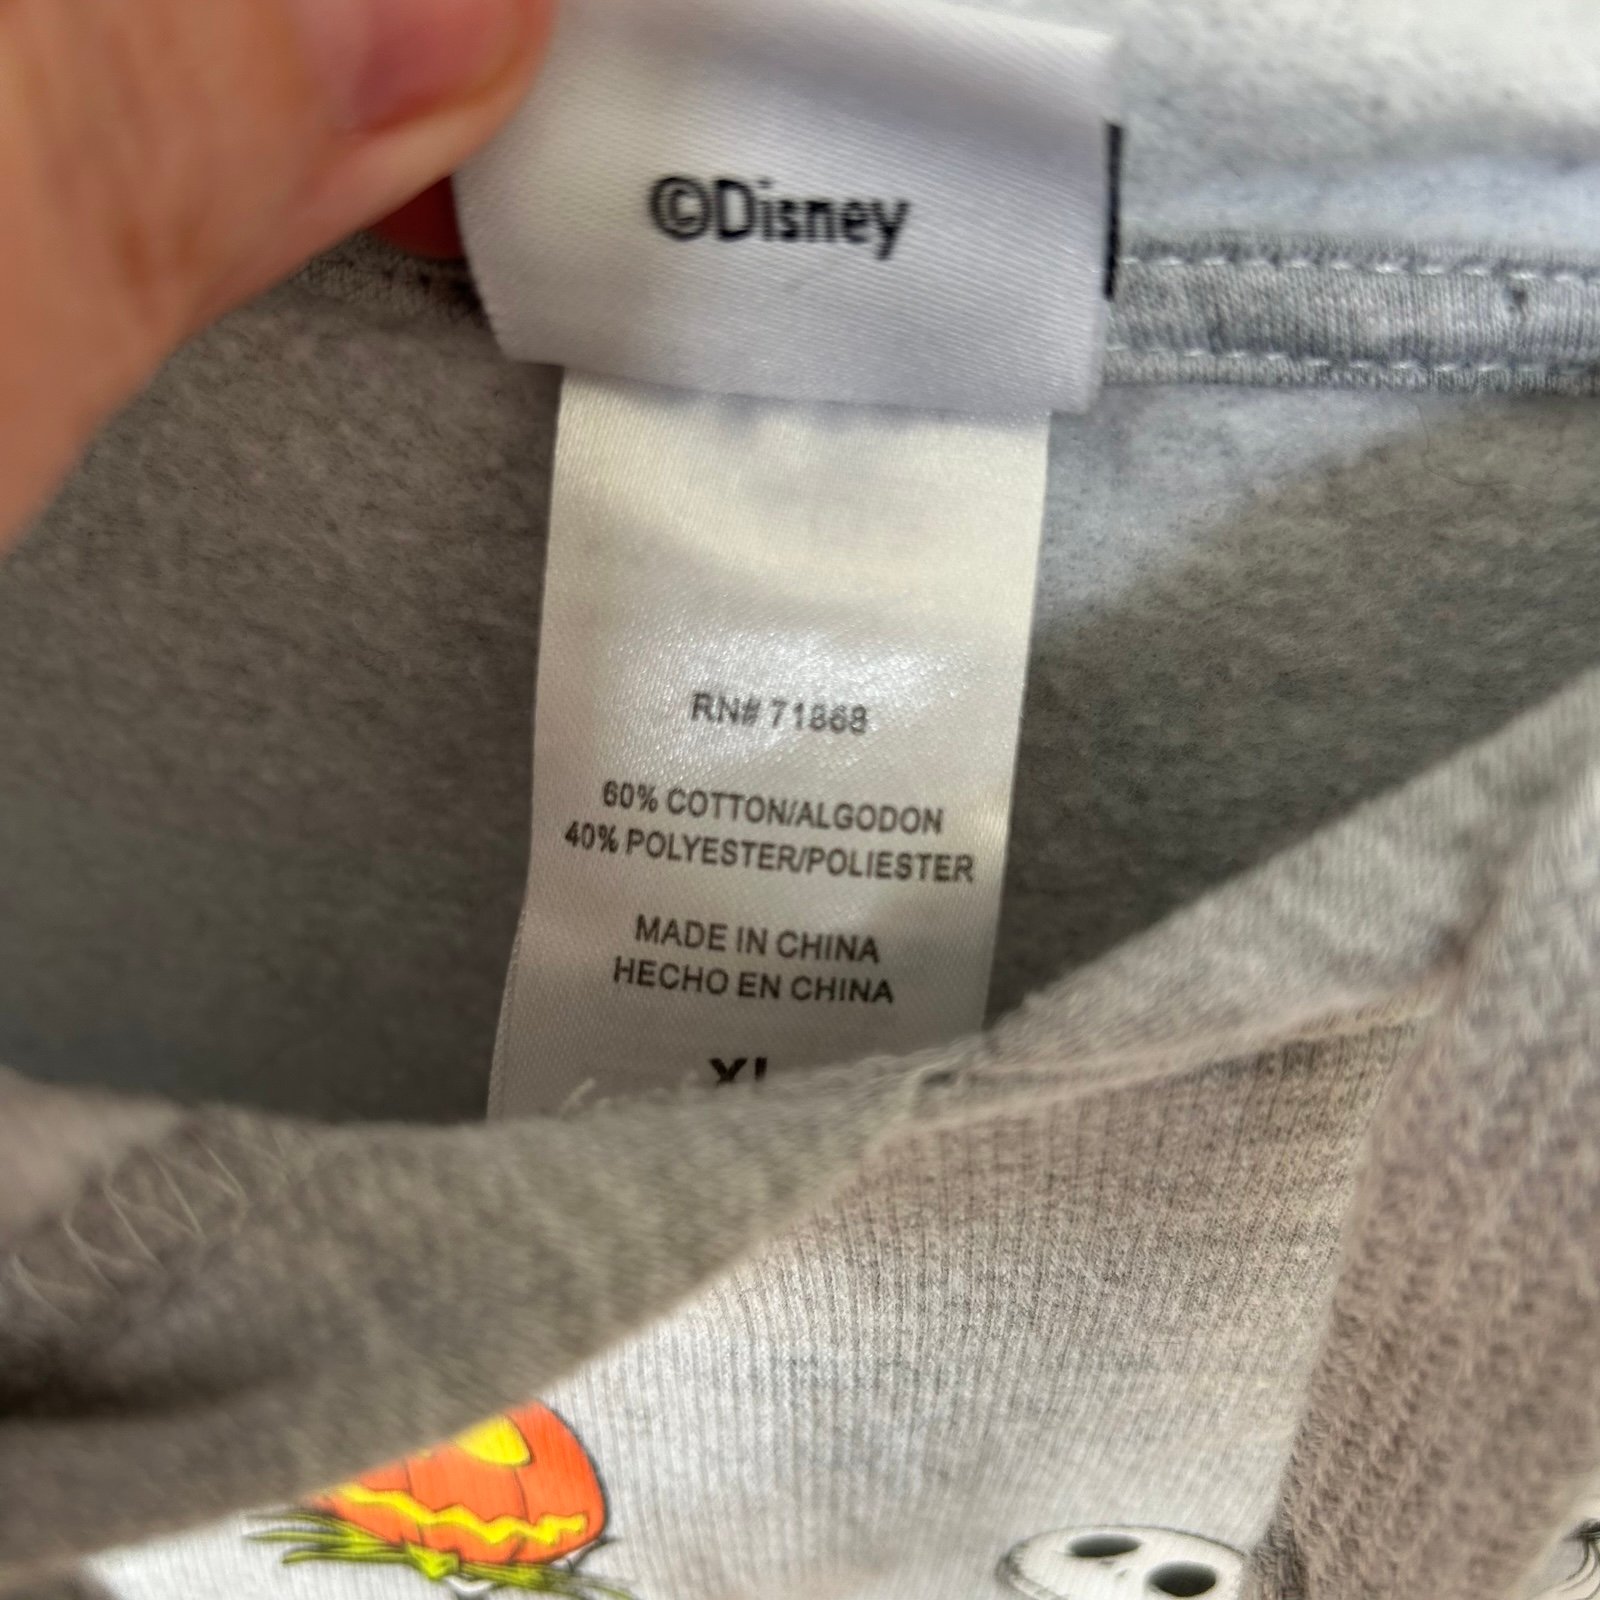 ©Disney
RN# 71868
60% COTTON/ALGODON
40% POLYESTER/POLIESTER
MADE IN CHINA
HECHO EN CHINA
XL